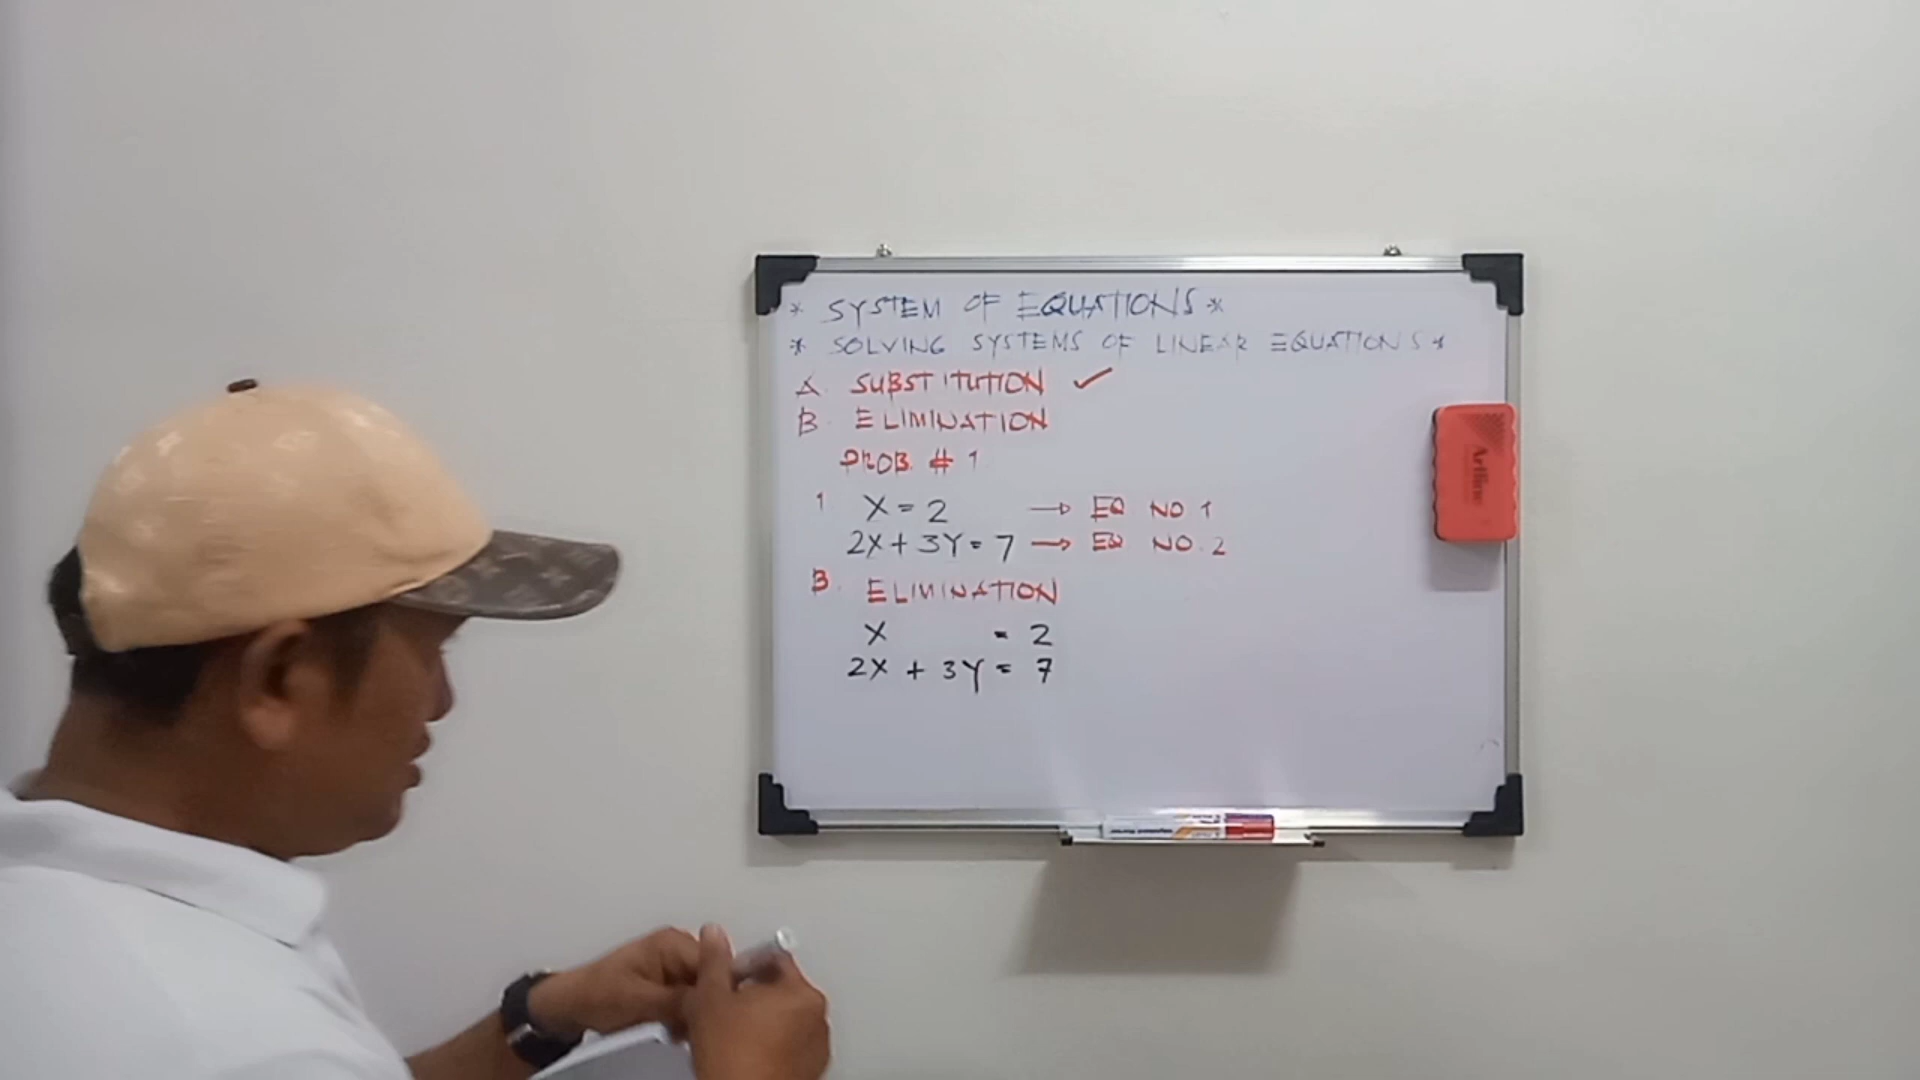 * SYSTEM OF EQUATIONS *
* SOLVING SYSTEMS OF LINEAR EQUATIONS *
A. SUBSTITUTION ✓
B. ELIMINATION
PROB. # 1
1 X = 2 → EQ NO 1
2X + 3Y = 7 → EQ NO. 2
B. ELIMINATION
X = 2
2X + 3Y = 7
Artline